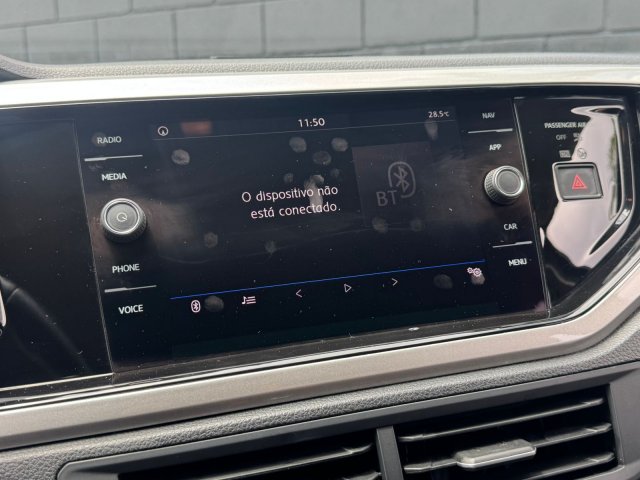 11:50
28.5°C
RADIO
MEDIA
PHONE
VOICE
O dispositivo não
está conectado.
BT
NAV
APP
CAR
MENU
PASSENGER AIR
OFF